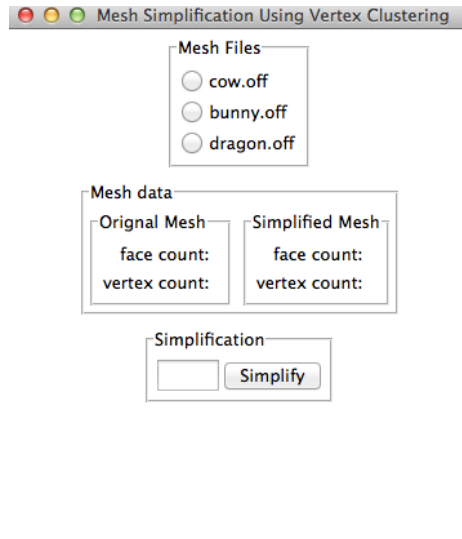 Mesh Simplification Using Vertex Clustering
Mesh Files
cow.off
bunny.off
dragon.off
Mesh data
Orignal Mesh
face count:
vertex count:
Simplified Mesh
face count:
vertex count:
Simplification
Simplify